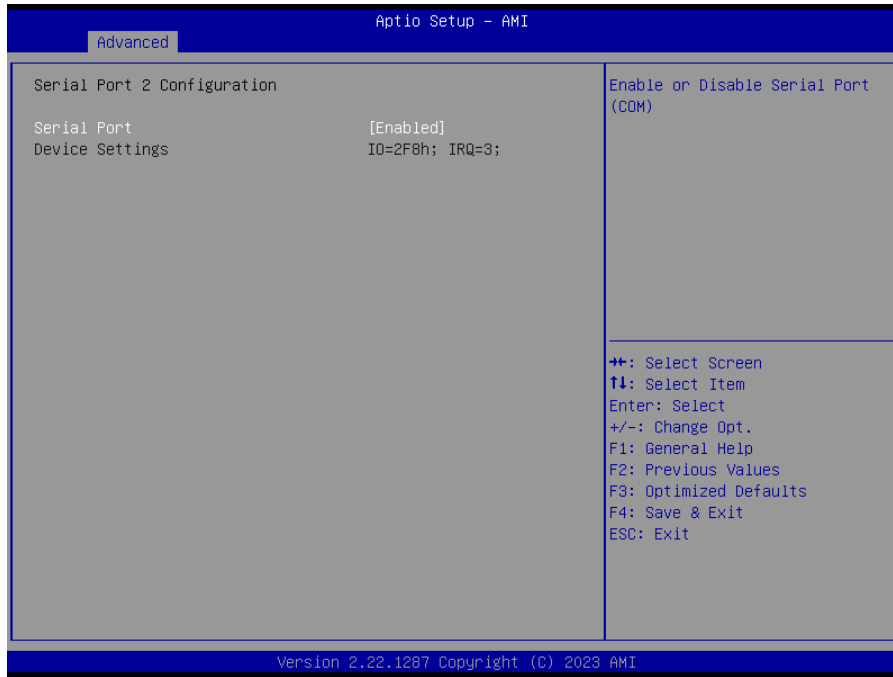 Aptio Setup – AMI
Advanced
Serial Port 2 Configuration
Serial Port [Enabled]
Device Settings IO=2F8h; IRQ=3;
Enable or Disable Serial Port
(COM)
→←: Select Screen
↑↓: Select Item
Enter: Select
+/-: Change Opt.
F1: General Help
F2: Previous Values
F3: Optimized Defaults
F4: Save & Exit
ESC: Exit
Version 2.22.1287 Copyright (C) 2023 AMI